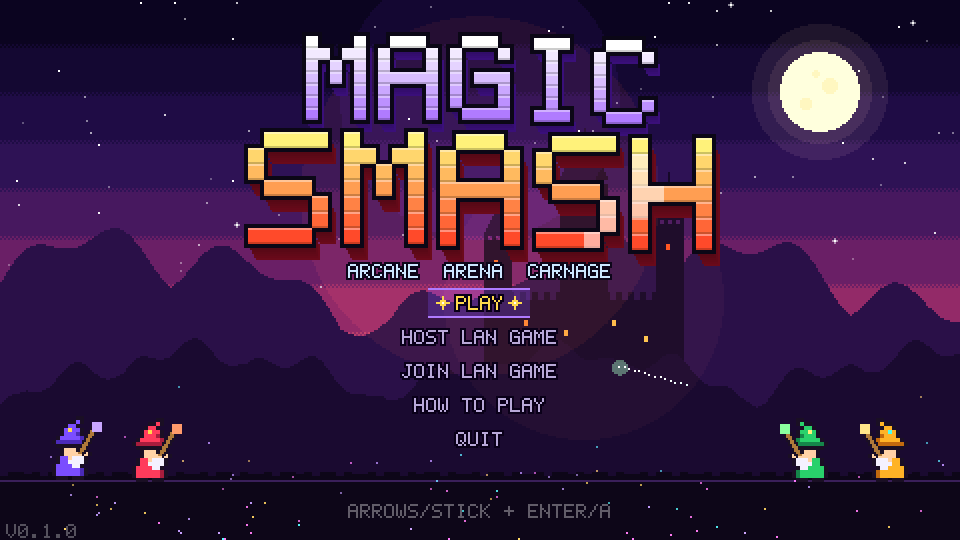 MAGIC
SMASH
ARCANE ARENA CARNAGE
PLAY
HOST LAN GAME
JOIN LAN GAME
HOW TO PLAY
QUIT
ARROWS/STICK + ENTER/A
V0.1.0